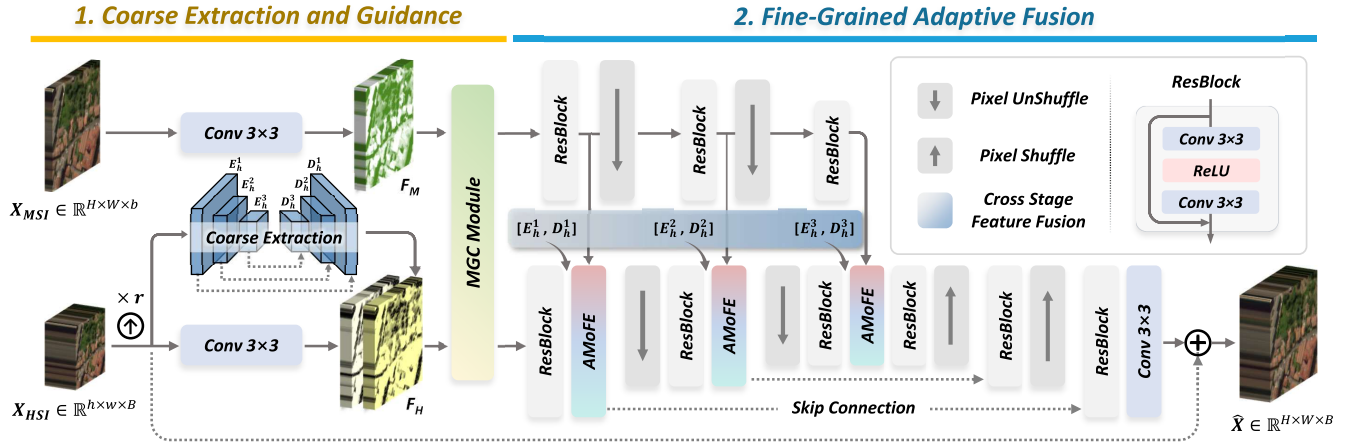 1. Coarse Extraction and Guidance
2. Fine-Grained Adaptive Fusion
Conv 3×3
F_M
X_MSI ∈ ℝ^{H×W×b}
E_h^1
D_h^1
E_h^2
D_h^2
E_h^3
D_h^3
Coarse Extraction
× r
Conv 3×3
F_H
X_HSI ∈ ℝ^{h×w×B}
MGC Module
ResBlock
ResBlock
ResBlock
[E_h^1 , D_h^1]
[E_h^2 , D_h^2]
[E_h^3 , D_h^3]
ResBlock
AMoFE
ResBlock
AMoFE
ResBlock
AMoFE
ResBlock
ResBlock
ResBlock
Conv 3×3
Skip Connection
Pixel UnShuffle
Pixel Shuffle
Cross Stage
Feature Fusion
ResBlock
Conv 3×3
ReLU
Conv 3×3
X̂ ∈ ℝ^{H×W×B}